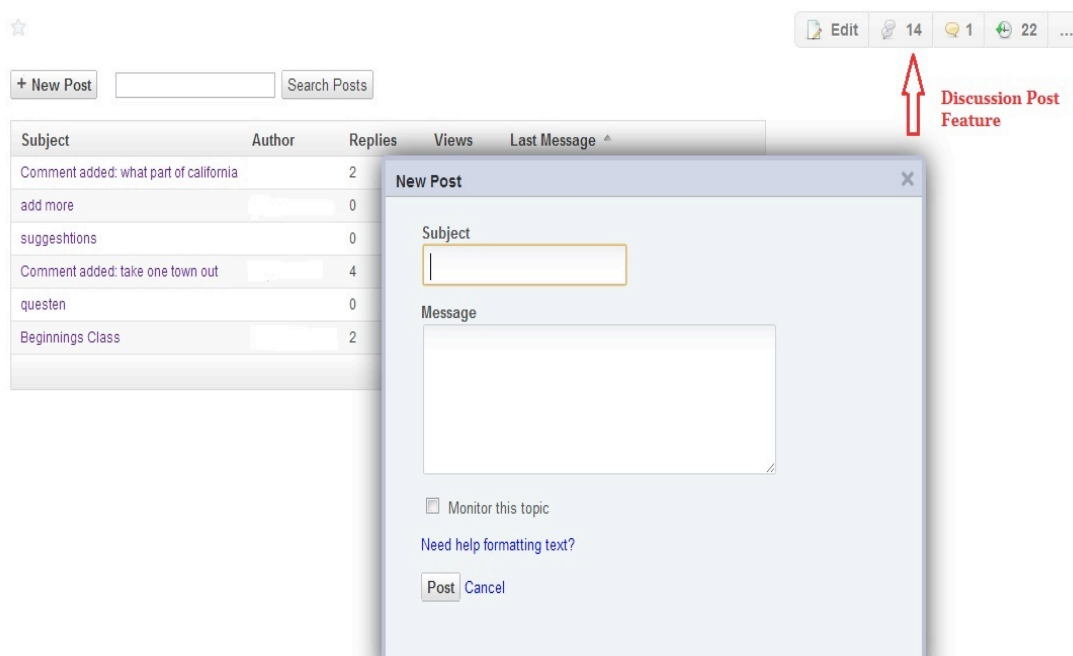 Edit 14 1 22 ...
+ New Post Search Posts
Discussion Post
Feature
Subject Author Replies Views Last Message
Comment added: what part of california 2
add more 0
suggeshtions 0
Comment added: take one town out 4
questen 0
Beginnings Class 2
New Post
Subject
Message
Monitor this topic
Need help formatting text?
Post Cancel